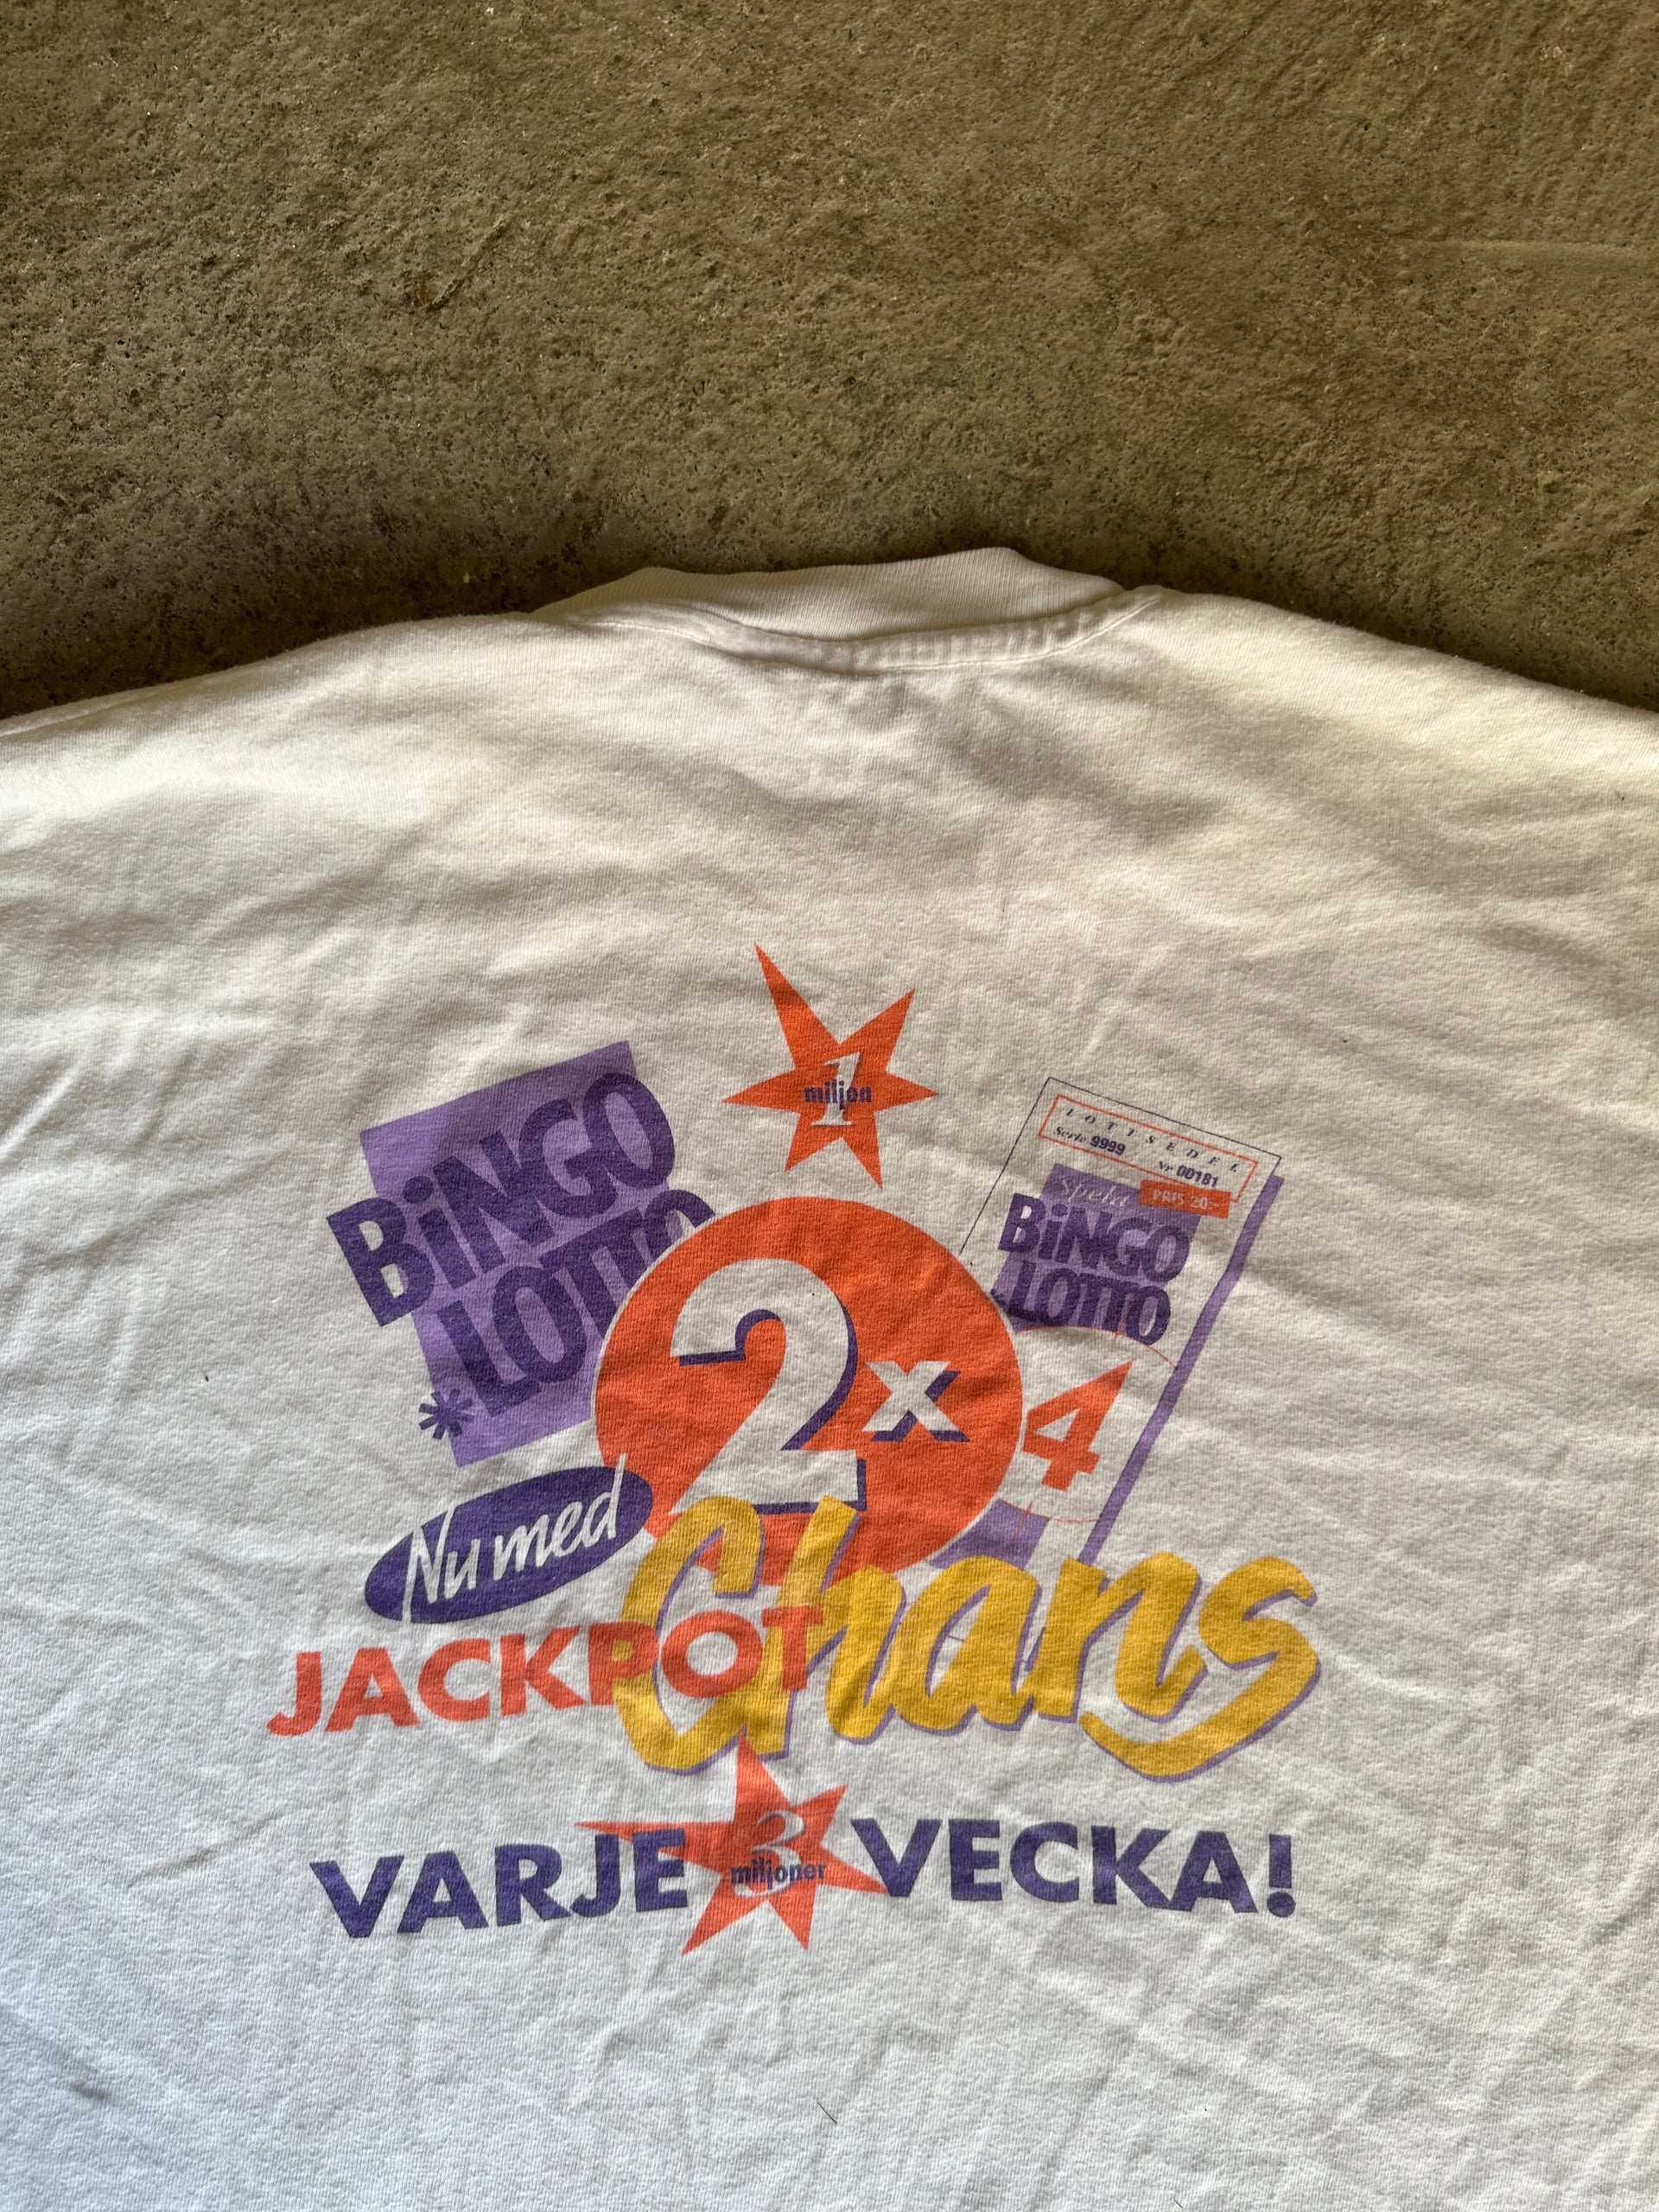 1
miljon
BiNGO
LOTTO
LOTTSEDEL
Serie 9999
Nr 00181
Spela
PRIS 20:-
BiNGO
LOTTO
2x
4
Nu med
Chans
JACKPOT
VARJE
3
miljoner
VECKA!